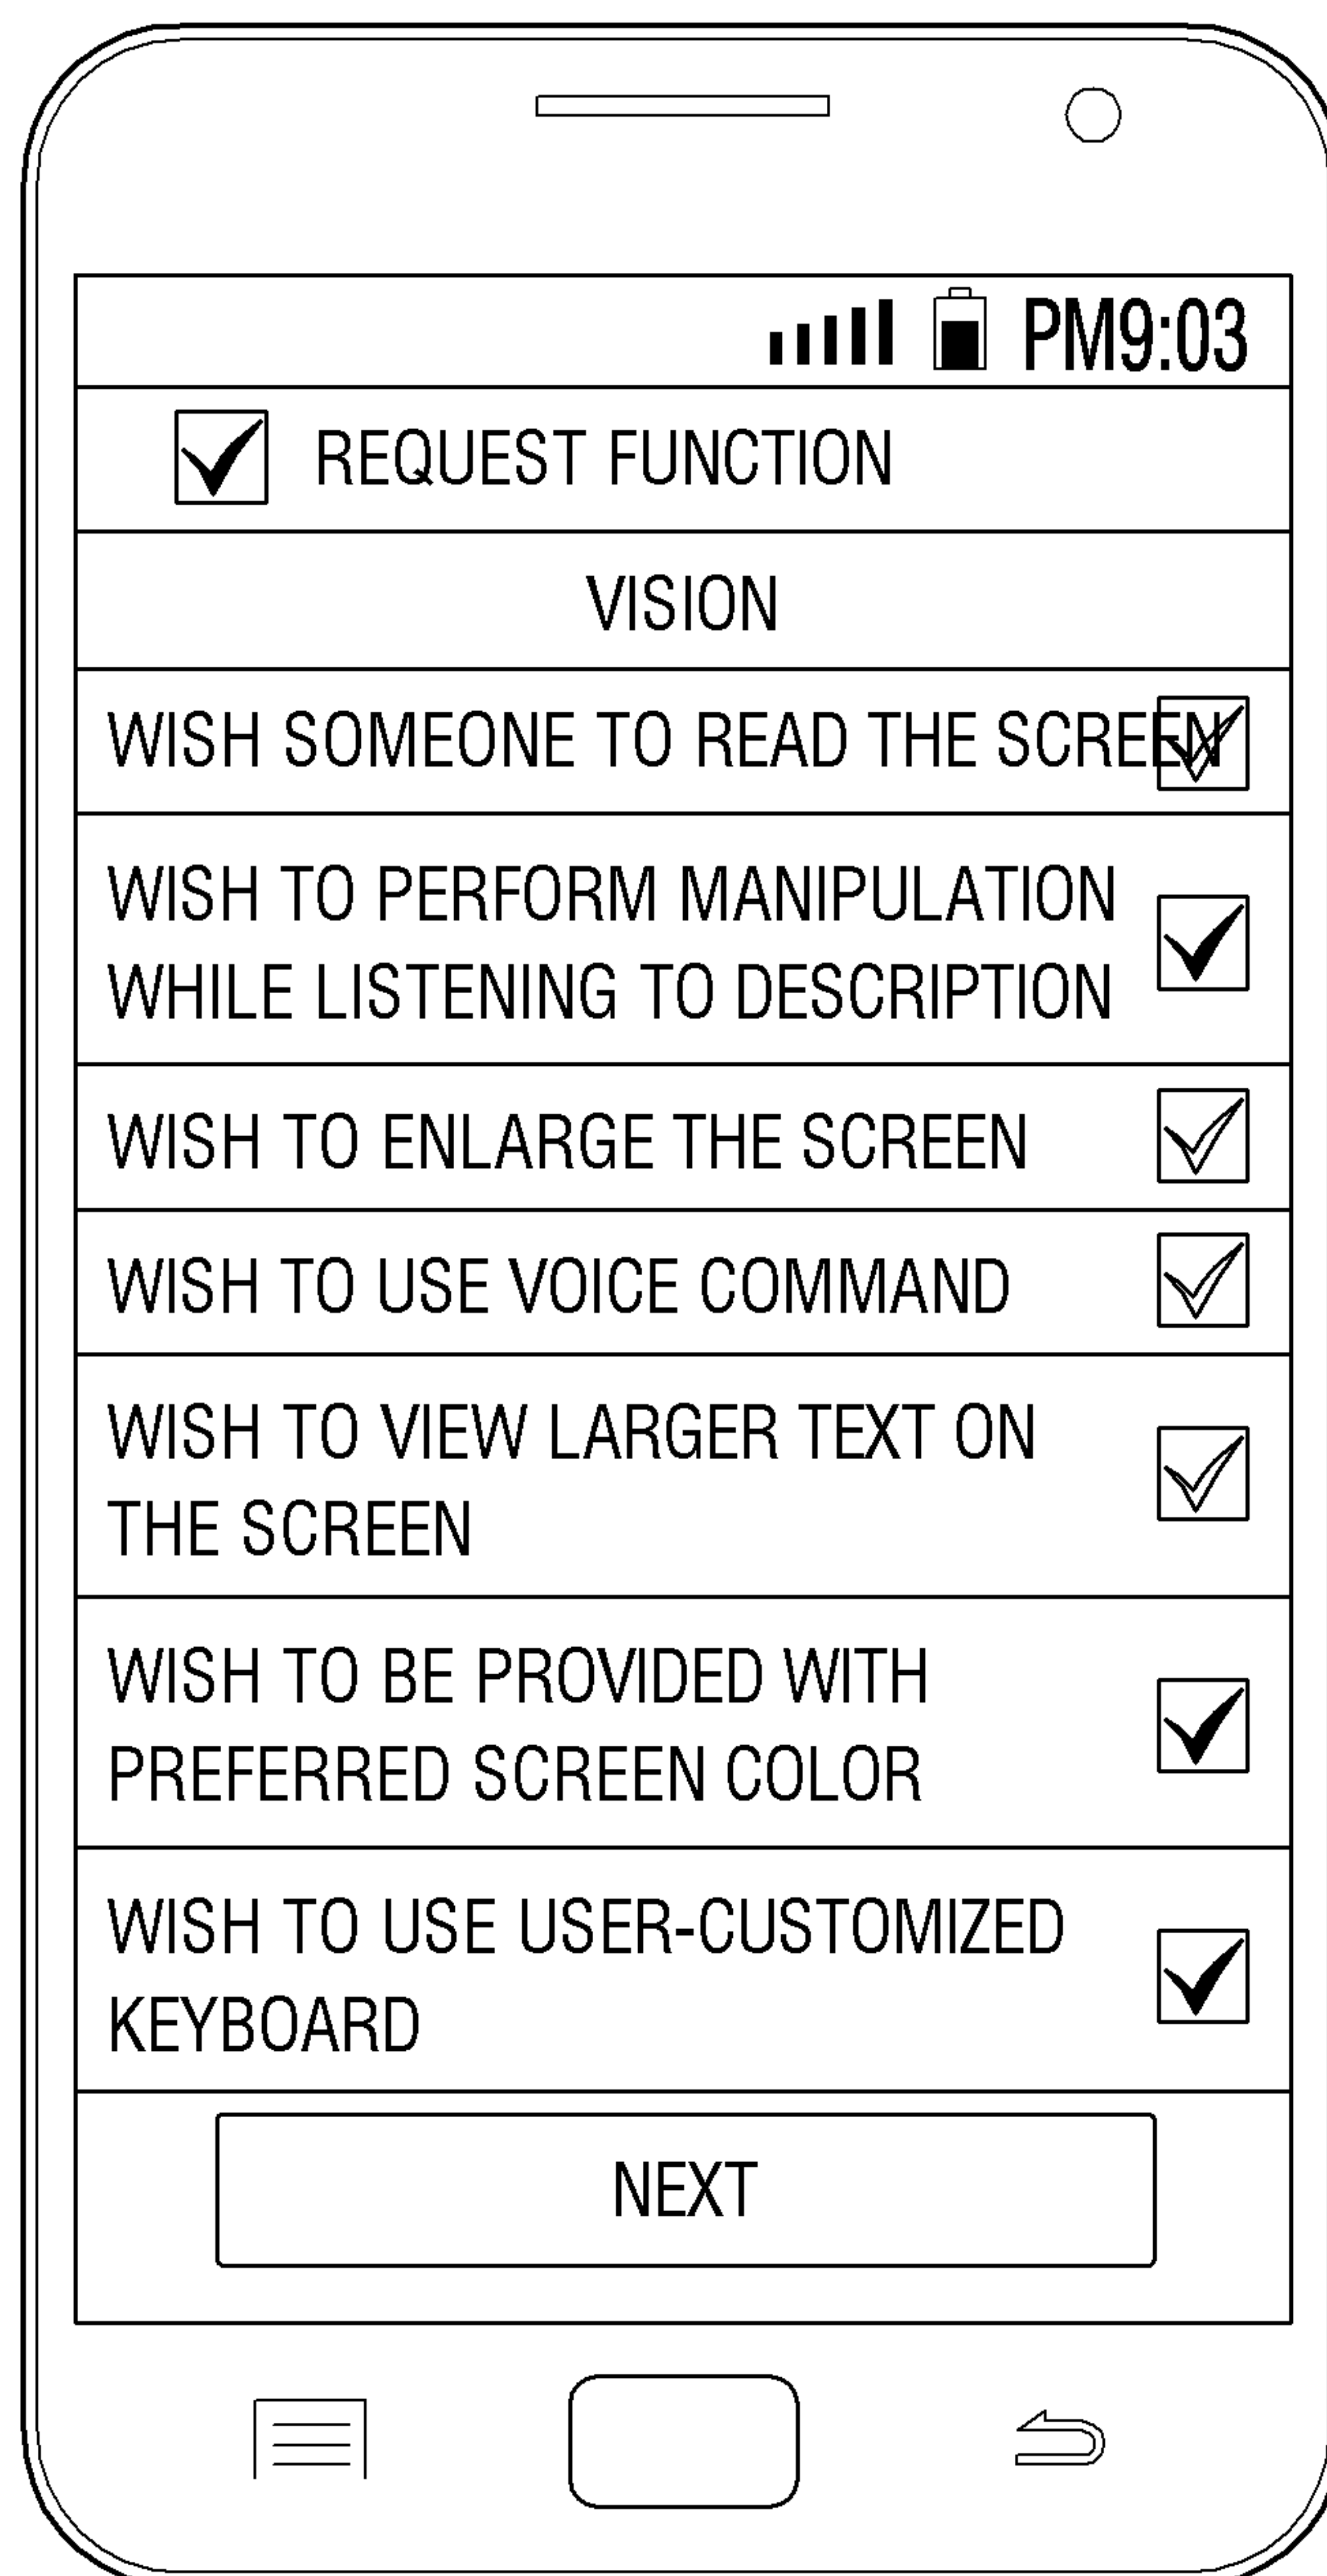 PM9:03
REQUEST FUNCTION
VISION
WISH SOMEONE TO READ THE SCREEN
WISH TO PERFORM MANIPULATION
WHILE LISTENING TO DESCRIPTION
WISH TO ENLARGE THE SCREEN
WISH TO USE VOICE COMMAND
WISH TO VIEW LARGER TEXT ON
THE SCREEN
WISH TO BE PROVIDED WITH
PREFERRED SCREEN COLOR
WISH TO USE USER-CUSTOMIZED
KEYBOARD
NEXT